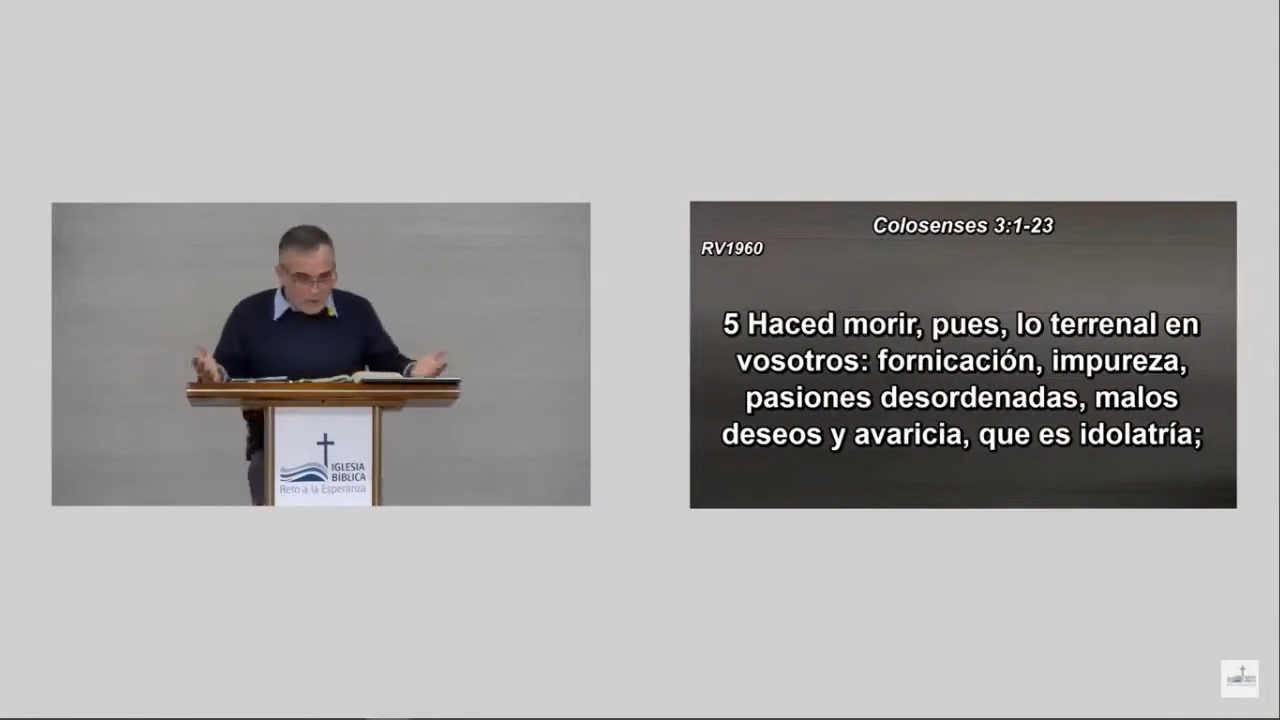 IGLESIA
BÍBLICA
Reto a la Esperanza
Colosenses 3:1-23
RV1960
5 Haced morir, pues, lo terrenal en
vosotros: fornicación, impureza,
pasiones desordenadas, malos
deseos y avaricia, que es idolatría;